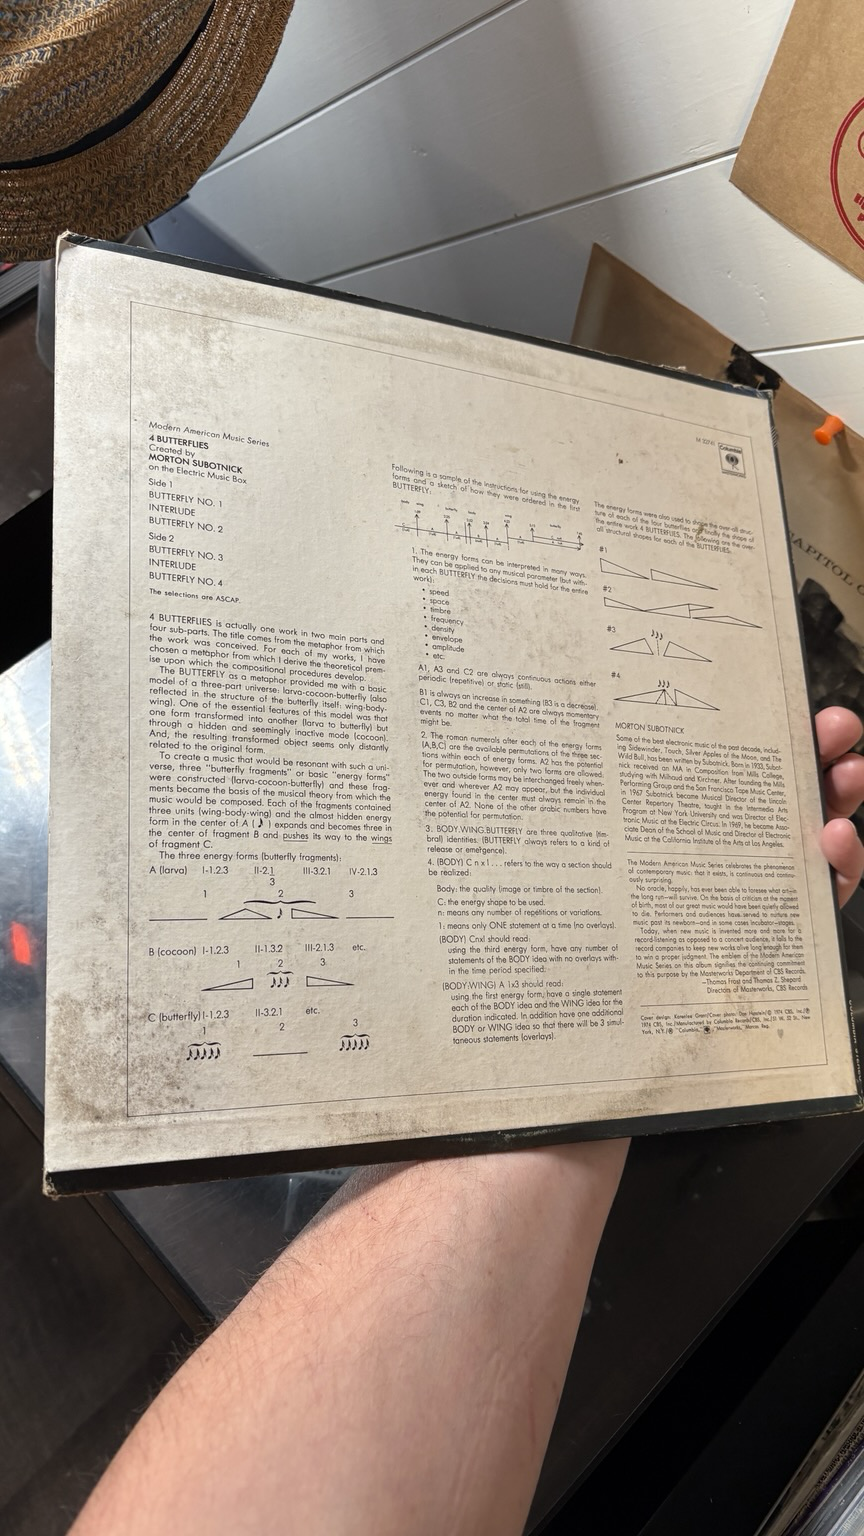 Modern American Music Series
4 BUTTERFLIES
Created by
MORTON SUBOTNICK
on the Electric Music Box
Side 1
BUTTERFLY NO. 1
INTERLUDE
BUTTERFLY NO. 2
Side 2
BUTTERFLY NO. 3
INTERLUDE
BUTTERFLY NO. 4
The selections are ASCAP.
4 BUTTERFLIES is actually one work in two main parts and
four sub-parts. The title comes from the metaphor from which
the work was conceived. For each of my works, I have
chosen a metaphor from which I derive the theoretical prem-
ise upon which the compositional procedures develop.
The BUTTERFLY as a metaphor provided me with a basic
model of a three-part universe: larva-cocoon-butterfly (also
reflected in the structure of the butterfly itself: wing-body-
wing). One of the essential features of this model was that
one form transformed into another (larva to butterfly) but
through a hidden and seemingly inactive mode (cocoon).
And, the resulting transformed object seems only distantly
related to the original form.
To create a music that would be resonant with such a uni-
verse, three "butterfly fragments" or basic "energy forms"
were constructed (larva-cocoon-butterfly) and these frag-
ments became the basis of the musical theory from which the
music would be composed. Each of the fragments contained
three units (wing-body-wing) and the almost hidden energy
form in the center of A (♪) expands and becomes three in
the center of fragment B and pushes its way to the wings
of fragment C.
The three energy forms (butterfly fragments):
A (larva) I-1.2.3 II-2.1 III-3.2.1 IV-2.1.3
3
1 2 3
B (cocoon) I-1.2.3 II-1.3.2 III-2.1.3 etc.
1 2 3
C (butterfly) I-1.2.3 II-3.2.1 etc.
1 2 3
Following is a sample of the instructions for using the energy
forms and a sketch of how they were ordered in the first
BUTTERFLY:
1. The energy forms can be interpreted in many ways.
They can be applied to any musical parameter (but with-
in each BUTTERFLY the decisions must hold for the entire
work):
• speed
• space
• timbre
• frequency
• density
• envelope
• amplitude
• etc.
A1, A3 and C2 are always continuous actions either
periodic (repetitive) or static (still).
B1 is always an increase in something (B3 is a decrease).
C1, C3, B2 and the center of A2 are always momentary
events no matter what the total time of the fragment
might be.
2. The roman numerals after each of the energy forms
(A,B,C) are the available permutations of the three sec-
tions within each of energy forms. A2 has the potential
for permutation, however, only two forms are allowed.
The two outside forms may be interchanged freely when-
ever and wherever A2 may appear, but the individual
energy found in the center must always remain in the
center of A2. None of the other arabic numbers have
the potential for permutation.
3. BODY.WING.BUTTERFLY are three qualitative (tim-
bral) identities. (BUTTERFLY always refers to a kind of
release or emergence).
4. (BODY) C n x 1 . . . refers to the way a section should
be realized:
Body: the quality (image or timbre of the section).
C: the energy shape to be used.
n: means any number of repetitions or variations.
1: means only ONE statement at a time (no overlays).
(BODY) Cnxl should read:
using the third energy form, have any number of
statements of the BODY idea with no overlays with-
in the time period specified:
(BODY:WING) A 1x3 should read:
using the first energy form, have a single statement
each of the BODY idea and the WING idea for the
duration indicated. In addition have one additional
BODY or WING idea so that there will be 3 simul-
taneous statements (overlays).
Columbia
The energy forms were also used to shape the over-all struc-
ture of each of the four butterflies and finally the shape of
the entire work 4 BUTTERFLIES. The following are the over-
all structural shapes for each of the BUTTERFLIES.
#1
#2
#3
#4
MORTON SUBOTNICK
Some of the best electronic music of the past decade, includ-
ing Sidewinder, Touch, Silver Apples of the Moon, and The
Wild Bull, has been written by Subotnick. Born in 1933, Subot-
nick received an MA in Composition from Mills College,
studying with Milhaud and Kirchner. After founding the Mills
Performing Group and the San Francisco Tape Music Center,
in 1967 Subotnick became Musical Director of the Lincoln
Center Repertory Theatre, taught in the Intermedia Arts
Program at New York University and was Director of Elec-
tronic Music at the Electric Circus. In 1969, he became Asso-
ciate Dean of the School of Music and Director of Electronic
Music at the California Institute of the Arts at Los Angeles.
The Modern American Music Series celebrates the phenomenon
of contemporary music: that it exists, is continuous and continu-
ously surprising.
No oracle, happily, has ever been able to foresee what art—in
the long run—will survive. On the basis of criticism at the moment
of birth, most of our great music would have been quietly allowed
to die. Performers and audiences have served to nurture new
music past its newborn—and in some cases incubator—stages. . .
Today, when new music is invented more and more for a
record-listening as opposed to a concert audience, it falls to the
record companies to keep new works alive long enough for them
to win a proper judgment. The emblem of the Modern American
Music Series on this album signifies the continuing commitment
to this purpose by the Masterworks Department of CBS Records.
—Thomas Frost and Thomas Z. Shepard
Directors of Masterworks, CBS Records
CAPITOL